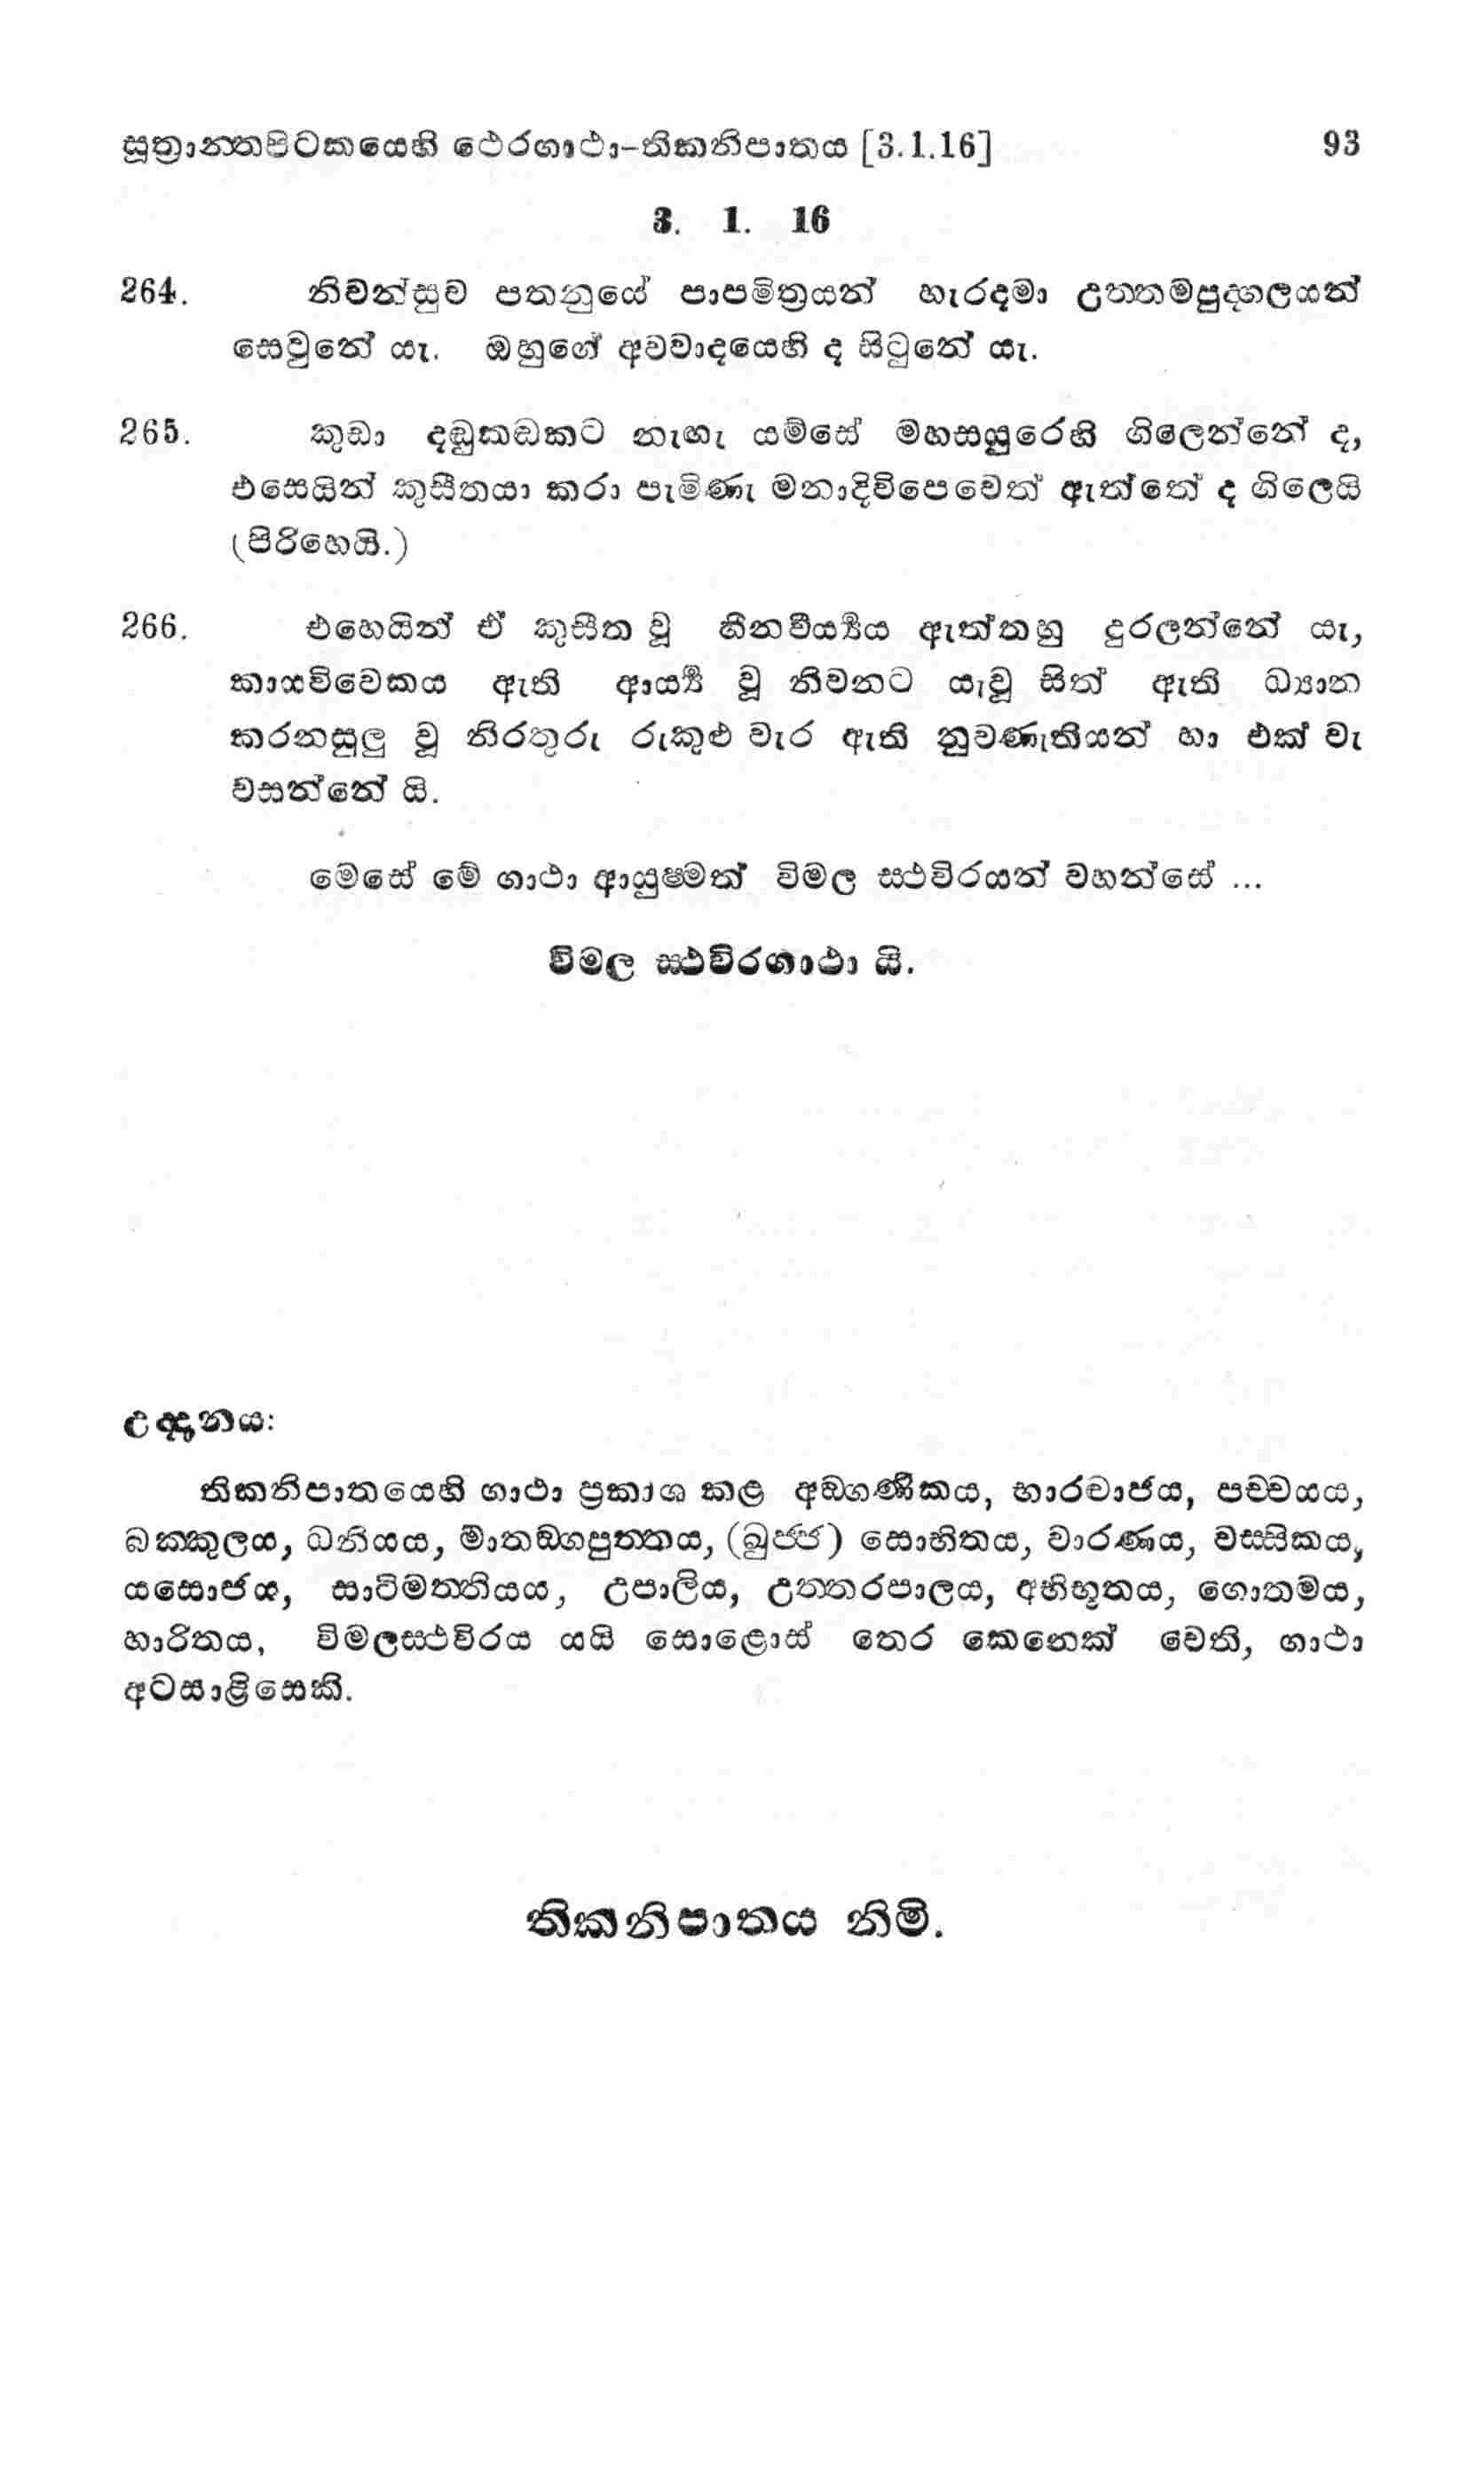 සූත්‍රාන්තපිටකයෙහි ථෙරගාථා-තිකනිපාතය [3.1.16] 93
3. 1. 16
264. නිවන්සුව පතනුයේ පාපමිත්‍රයන් හැරදමා උත්තමපුද්ගලයන්
සෙවුනේ යැ. ඔහුගේ අවවාදයෙහි ද සිටුනේ යැ.
265. කුඩා දඬුකඩකට නැඟැ යම්සේ මහසයුරෙහි ගිලෙන්නේ ද,
එසෙයින් කුසීතයා කරා පැමිණැ මනාදිවිපෙවෙත් ඇත්තේ ද ගිලෙයි
(පිරිහෙයි.)
266. එහෙයින් ඒ කුසීත වූ හීනවීර්‍ය්‍යය ඇත්තහු දුරලන්නේ යැ,
කායවිවෙකය ඇති ආර්‍ය්‍ය වූ නිවනට යැවූ සිත් ඇති ධ්‍යාන
කරනසුලු වූ නිරතුරු රුකුළු වැර ඇති නුවණැතියන් හා එක් වැ
වසන්නේ යි.
මෙසේ මේ ගාථා ආයුෂ්මත් විමල ස්ථවිරයන් වහන්සේ ...
විමල ස්ථවිරගාථා යි.
උද්දානය:
තිකනිපාතයෙහි ගාථා ප්‍රකාශ කළ අඞ්ගණිකය, භාරද්වාජය, පච්චයය,
බක්කුලය, ධනියය, මාතඞ්ගපුත්තය, (ඛුජ්ජ) සොභිතය, වාරණය, වස්සිකය,
යසොජය, සාටිමත්තියය, උපාලිය, උත්තරපාලය, අභිභූතය, ගොතමය,
හාරිතය, විමලස්ථවිරය යයි සොළොස් තෙර කෙනෙක් වෙති, ගාථා
අටසාළිසෙකි.
තිකනිපාතය නිමි.